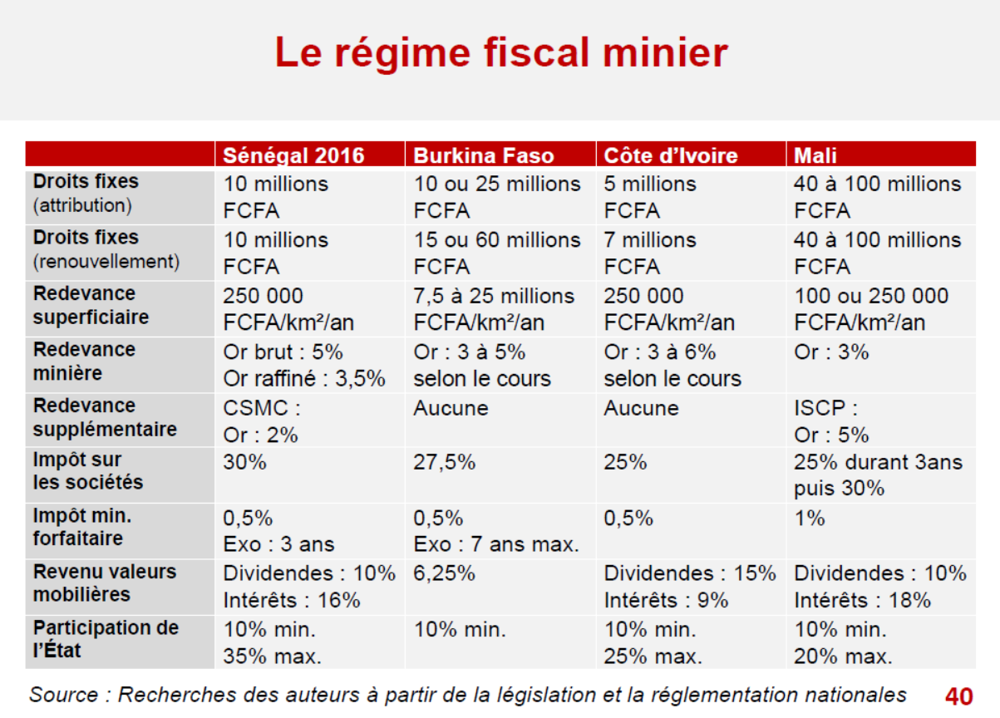 Le régime fiscal minier
Sénégal 2016 Burkina Faso Côte d'Ivoire Mali
Droits fixes 10 millions 10 ou 25 millions 5 millions 40 à 100 millions
(attribution) FCFA FCFA FCFA FCFA
Droits fixes 10 millions 15 ou 60 millions 7 millions 40 à 100 millions
(renouvellement) FCFA FCFA FCFA FCFA
Redevance 250 000 7,5 à 25 millions 250 000 100 ou 250 000
superficiaire FCFA/km²/an FCFA/km²/an FCFA/km²/an FCFA/km²/an
Redevance Or brut : 5% Or : 3 à 5% Or : 3 à 6% Or : 3%
minière Or raffiné : 3,5% selon le cours selon le cours
Redevance CSMC : Aucune Aucune ISCP :
supplémentaire Or : 2% Or : 5%
Impôt sur 30% 27,5% 25% 25% durant 3ans
les sociétés puis 30%
Impôt min. 0,5% 0,5% 0,5% 1%
forfaitaire Exo : 3 ans Exo : 7 ans max.
Revenu valeurs Dividendes : 10% 6,25% Dividendes : 15% Dividendes : 10%
mobilières Intérêts : 16% Intérêts : 9% Intérêts : 18%
Participation de 10% min. 10% min. 10% min. 10% min.
l'État 35% max. 25% max. 20% max.
Source : Recherches des auteurs à partir de la législation et la réglementation nationales 40